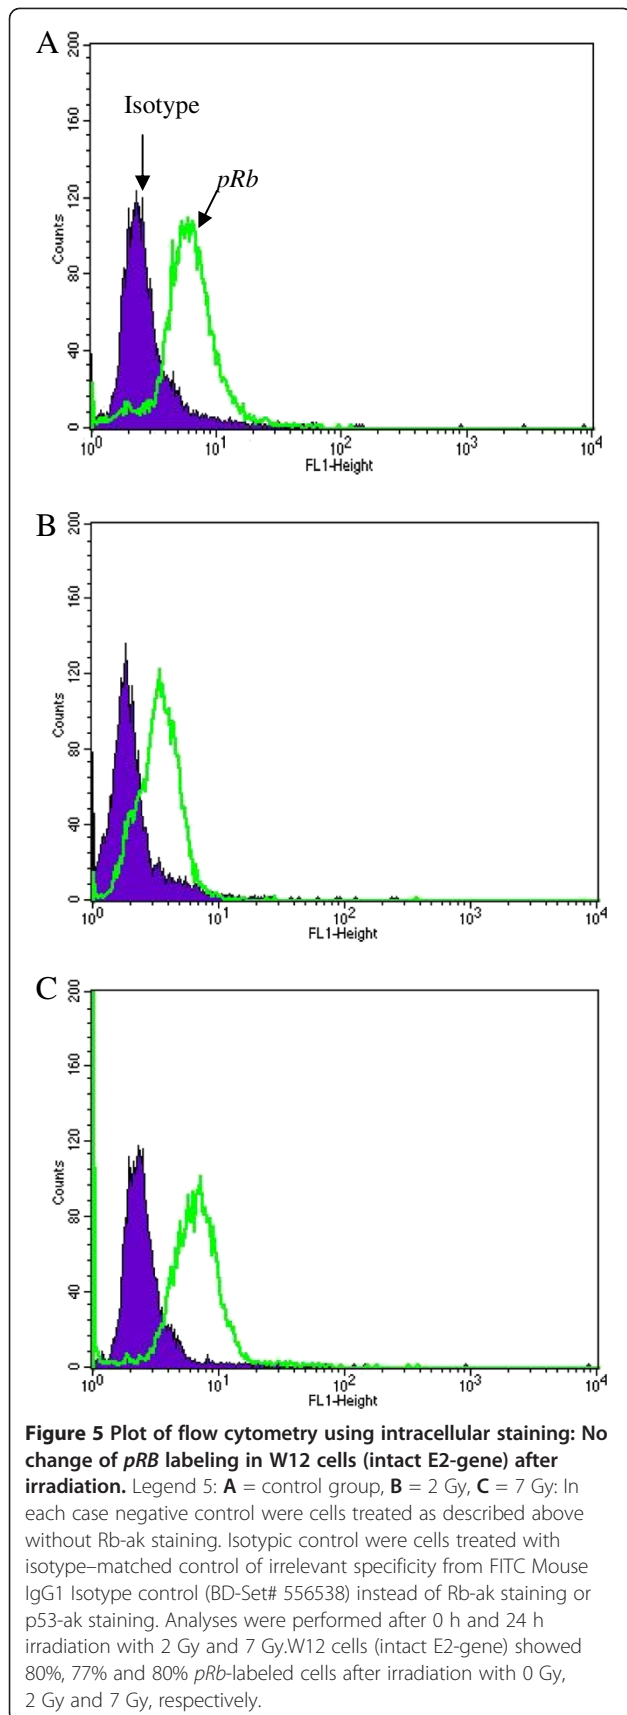 A
200
160
120
80
40
0
Counts
Isotype
pRb
10^0 10^1 10^2 10^3 10^4
FL1-Height
B
200
160
120
80
40
0
Counts
10^0 10^1 10^2 10^3 10^4
FL1-Height
C
200
160
120
80
40
0
Counts
10^0 10^1 10^2 10^3 10^4
FL1-Height
Figure 5 Plot of flow cytometry using intracellular staining: No
change of pRB labeling in W12 cells (intact E2-gene) after
irradiation. Legend 5: A = control group, B = 2 Gy, C = 7 Gy: In
each case negative control were cells treated as described above
without Rb-ak staining. Isotypic control were cells treated with
isotype–matched control of irrelevant specificity from FITC Mouse
IgG1 Isotype control (BD-Set# 556538) instead of Rb-ak staining or
p53-ak staining. Analyses were performed after 0 h and 24 h
irradiation with 2 Gy and 7 Gy.W12 cells (intact E2-gene) showed
80%, 77% and 80% pRb-labeled cells after irradiation with 0 Gy,
2 Gy and 7 Gy, respectively.